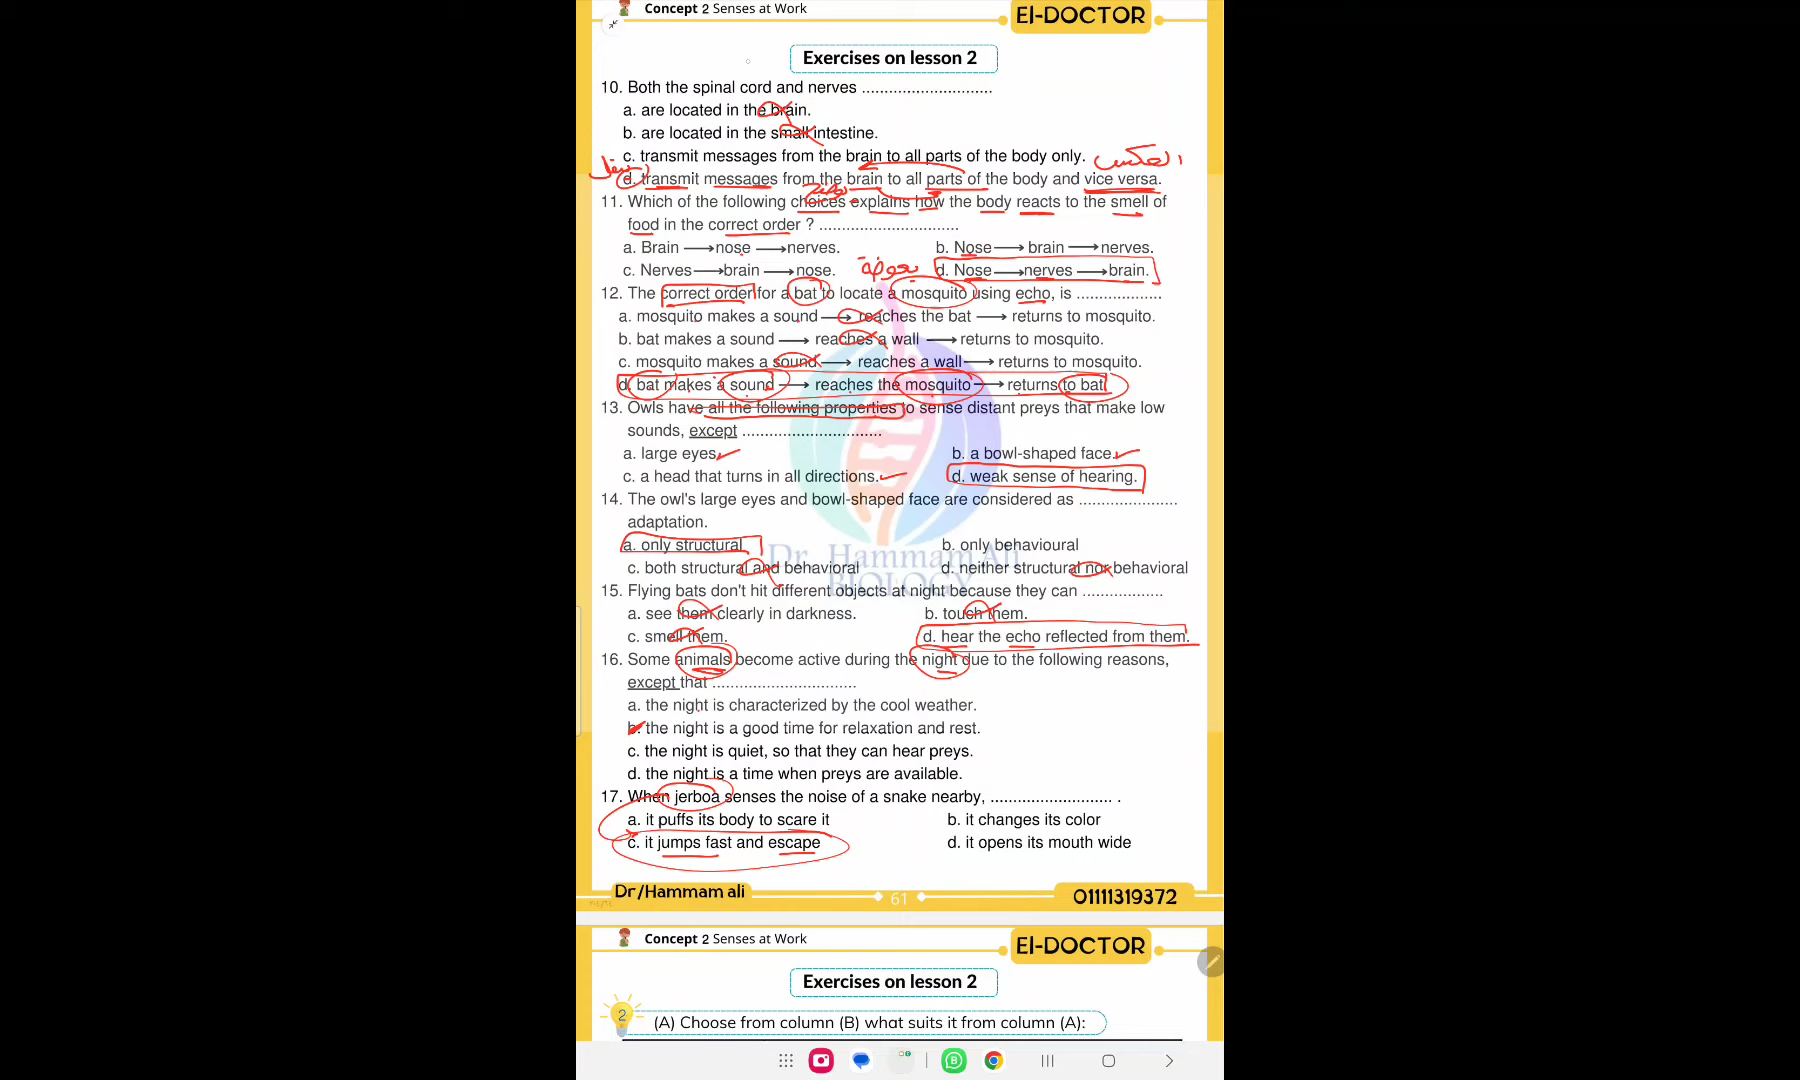 Concept 2 Senses at Work
El-DOCTOR
Exercises on lesson 2
10. Both the spinal cord and nerves .............................
a. are located in the brain.
b. are located in the small intestine.
c. transmit messages from the brain to all parts of the body only.
العكس
d. transmit messages from the brain to all parts of the body and vice versa.
11. Which of the following choices explains how the body reacts to the smell of
food in the correct order ? ...............................
a. Brain ⟶ nose ⟶ nerves.
b. Nose ⟶ brain ⟶ nerves.
c. Nerves ⟶ brain ⟶ nose.
d. Nose ⟶ nerves ⟶ brain.
12. The correct order for a bat to locate a mosquito using echo, is ...................
a. mosquito makes a sound ⟶ reaches the bat ⟶ returns to mosquito.
b. bat makes a sound ⟶ reaches a wall ⟶ returns to mosquito.
c. mosquito makes a sound ⟶ reaches a wall ⟶ returns to mosquito.
d. bat makes a sound ⟶ reaches the mosquito ⟶ returns to bat.
13. Owls have all the following properties to sense distant preys that make low
sounds, except ...............................
a. large eyes.
b. a bowl-shaped face.
c. a head that turns in all directions.
d. weak sense of hearing.
14. The owl's large eyes and bowl-shaped face are considered as ......................
adaptation.
a. only structural
b. only behavioural
c. both structural and behavioral
d. neither structural nor behavioral
Dr. Hammam Ali
BIOLOGY
15. Flying bats don't hit different objects at night because they can ..................
a. see them clearly in darkness.
b. touch them.
c. smell them.
d. hear the echo reflected from them.
16. Some animals become active during the night due to the following reasons,
except that ................................
a. the night is characterized by the cool weather.
b. the night is a good time for relaxation and rest.
c. the night is quiet, so that they can hear preys.
d. the night is a time when preys are available.
17. When jerboa senses the noise of a snake nearby, ........................... .
a. it puffs its body to scare it
b. it changes its color
c. it jumps fast and escape
d. it opens its mouth wide
Dr/Hammam ali
61
01111319372
Concept 2 Senses at Work
El-DOCTOR
Exercises on lesson 2
2
(A) Choose from column (B) what suits it from column (A):